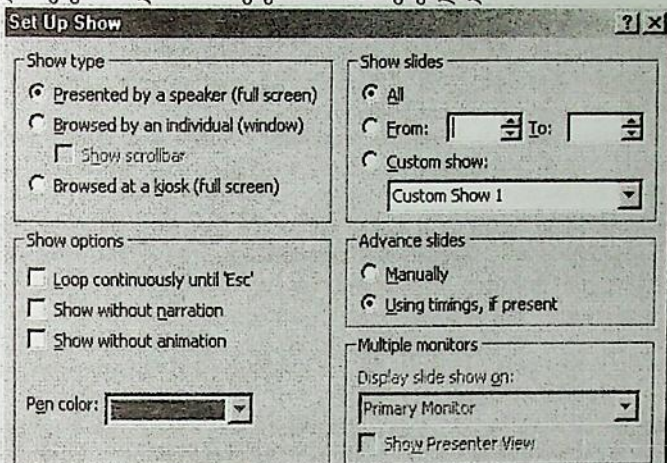 Set Up Show
Show type
Presented by a speaker (full screen)
Browsed by an individual (window)
Show scrollbar
Browsed at a kiosk (full screen)
Show slides
All
From: To:
Custom show:
Custom Show 1
Show options
Loop continuously until 'Esc'
Show without narration
Show without animation
Pen color:
Advance slides
Manually
Using timings, if present
Multiple monitors
Display slide show on:
Primary Monitor
Show Presenter View